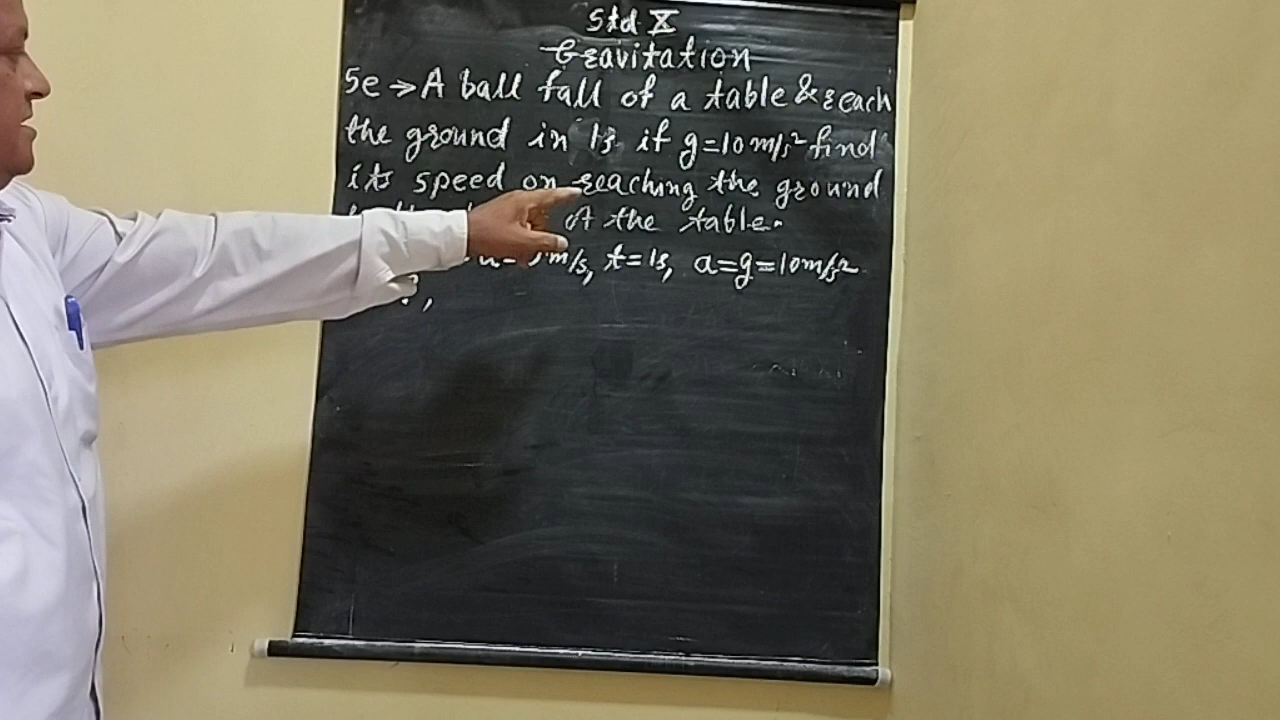 Std X
Gravitation
5e → A ball fall of a table & reach
the ground in 1s if g=10m/s² find
its speed on reaching the ground
of the table.
m/s, t=1s, a=g=10m/s²
?,